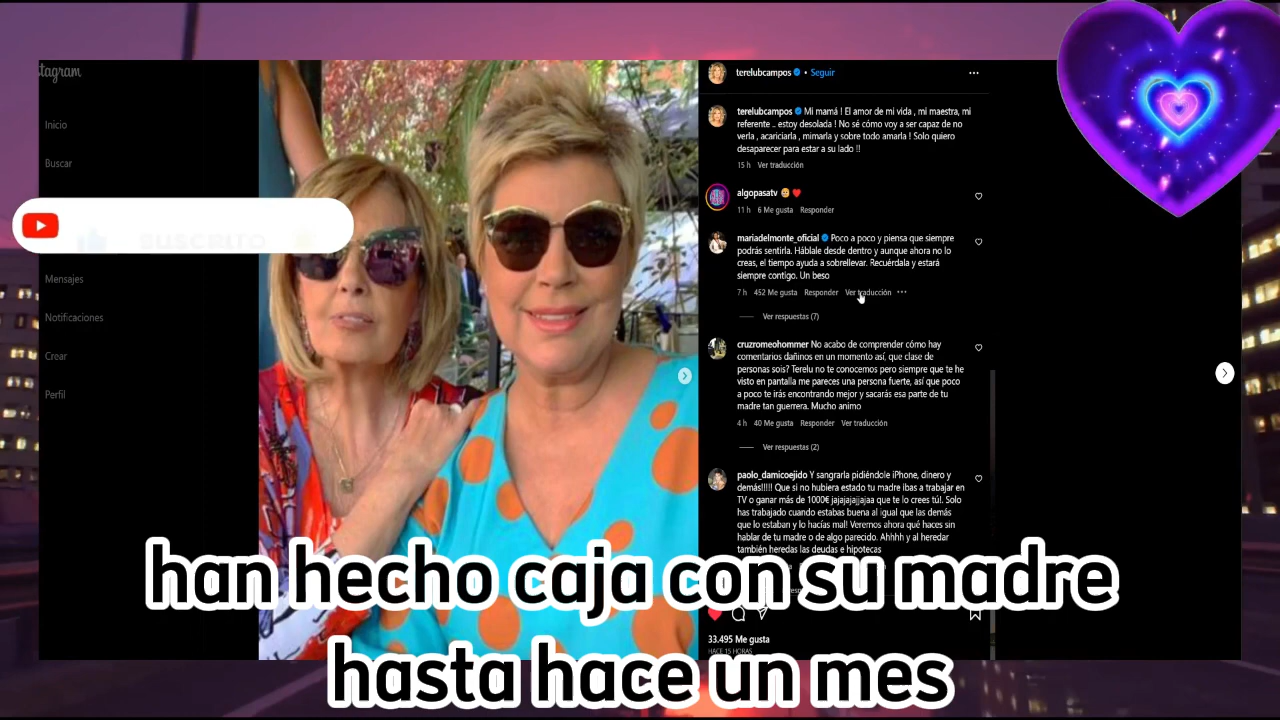 tagram
Inicio
Buscar
SUSCRITO
Mensajes
Notificaciones
Crear
Perfil
terelubcampos • Seguir
terelubcampos Mi mamá ! El amor de mi vida , mi maestra, mi
referente .. estoy desolada ! No sé cómo voy a ser capaz de no
verla , acariciarla , mimarla y sobre todo amarla ! Solo quiero
desaparecer para estar a su lado !!
15 h Ver traducción
algopasatv 🥺 ♥️
11 h 6 Me gusta Responder
mariadelmonte_oficial Poco a poco y piensa que siempre
podrás sentirla. Háblale desde dentro y aunque ahora no lo
creas, el tiempo ayuda a sobrellevar. Recuérdala y estará
siempre contigo. Un beso
7 h 452 Me gusta Responder Ver traducción •••
Ver respuestas (7)
cruzromeohommer No acabo de comprender cómo hay
comentarios dañinos en un momento así, que clase de
personas sois? Terelu no te conocemos pero siempre que te he
visto en pantalla me pareces una persona fuerte, así que poco
a poco te irás encontrando mejor y sacarás esa parte de tu
madre tan guerrera. Mucho animo
4 h 40 Me gusta Responder Ver traducción
Ver respuestas (2)
paolo_damicoejido Y sangrarla pidiéndole iPhone, dinero y
demás!!!!! Que si no hubiera estado tu madre ibas a trabajar en
TV o ganar más de 1000€ jajajajajjajaa que te lo crees tú!. Solo
has trabajado cuando estabas buena al igual que las demás
que lo estaban y lo hacías mal! Veremos ahora qué haces sin
hablar de tu madre o de algo parecido. Ahhhh y al heredar
también heredas las deudas e hipotecas
han hecho caja con su madre
hasta hace un mes
33.495 Me gusta
HACE 15 HORAS